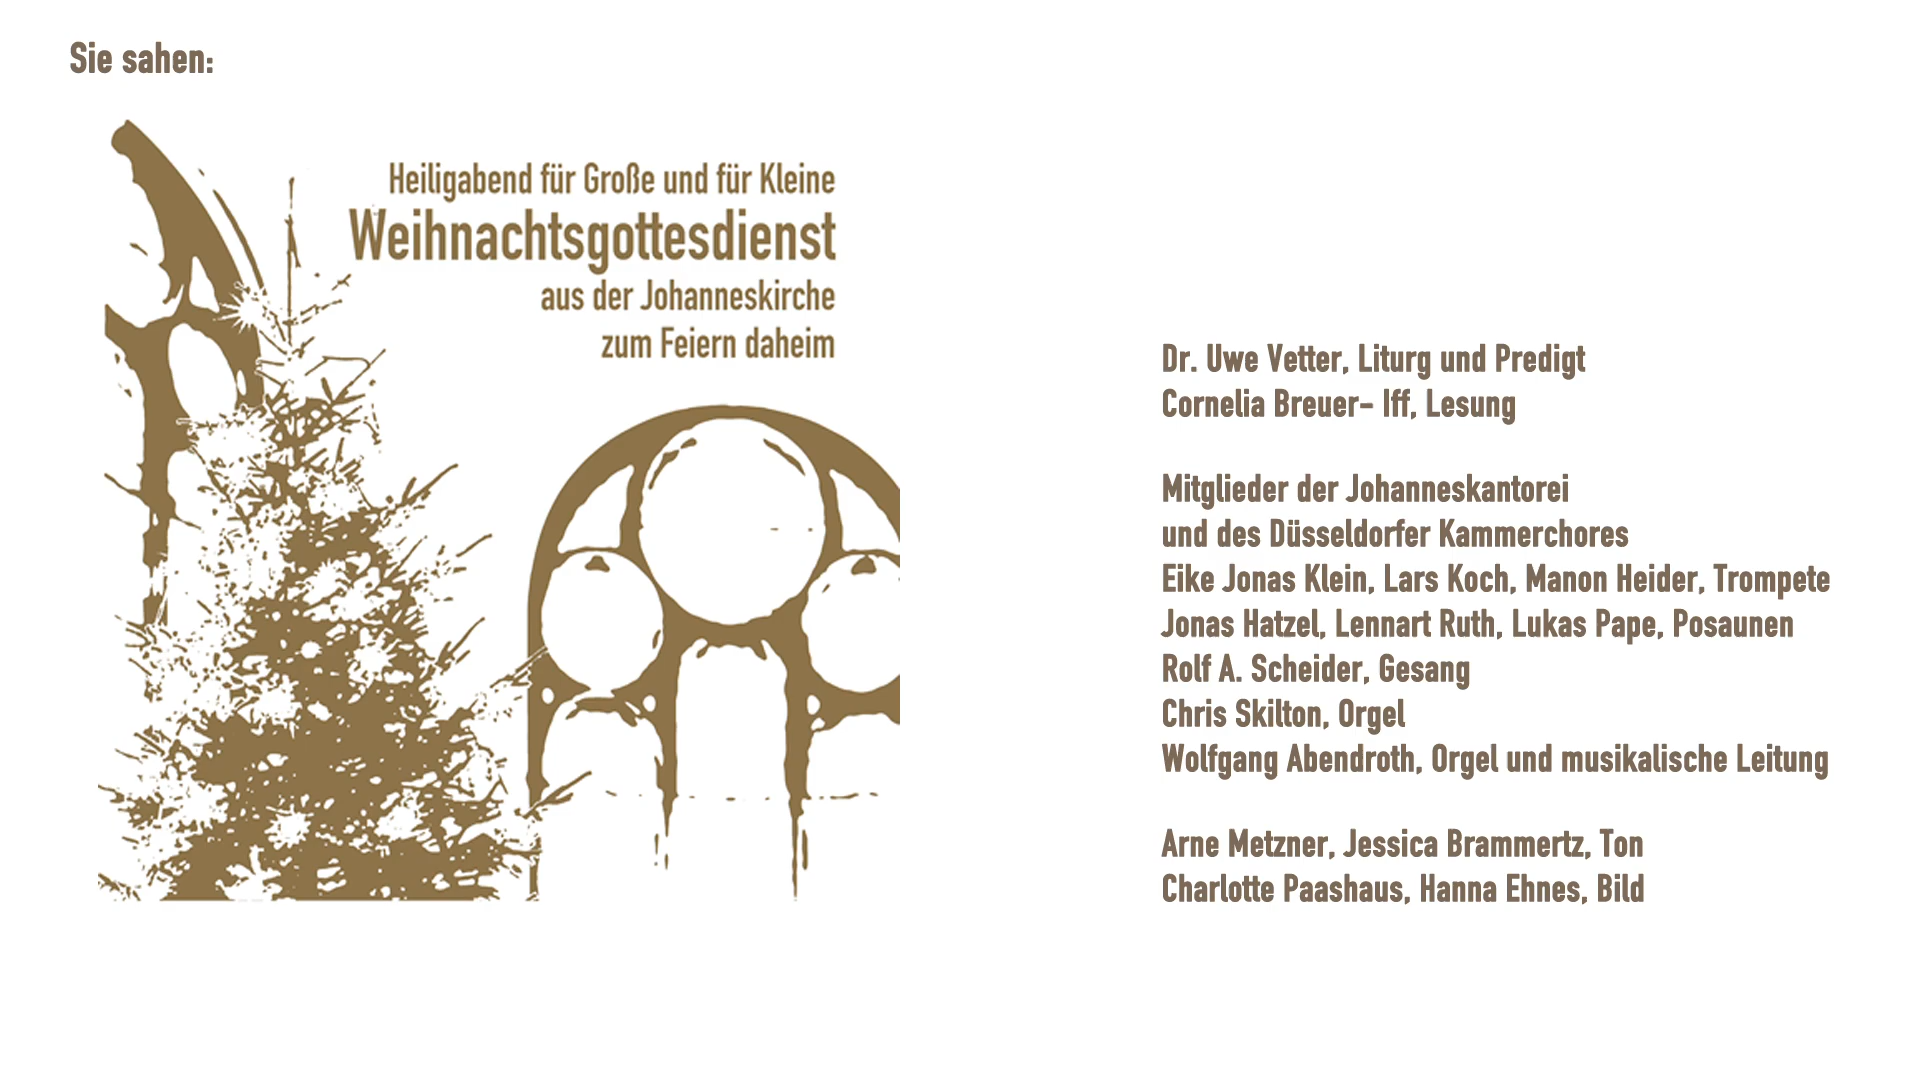 Sie sahen:
Heiligabend für Große und für Kleine
Weihnachtsgottesdienst
aus der Johanneskirche
zum Feiern daheim
Dr. Uwe Vetter, Liturg und Predigt
Cornelia Breuer- Iff, Lesung
Mitglieder der Johanneskantorei
und des Düsseldorfer Kammerchores
Eike Jonas Klein, Lars Koch, Manon Heider, Trompete
Jonas Hatzel, Lennart Ruth, Lukas Pape, Posaunen
Rolf A. Scheider, Gesang
Chris Skilton, Orgel
Wolfgang Abendroth, Orgel und musikalische Leitung
Arne Metzner, Jessica Brammertz, Ton
Charlotte Paashaus, Hanna Ehnes, Bild